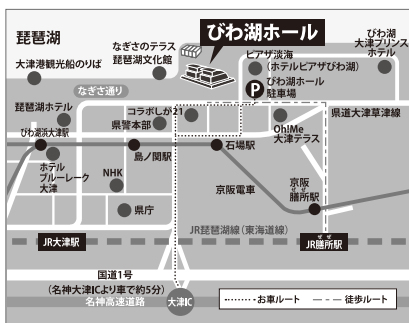 琵琶湖
なぎさのテラス
琵琶湖文化館
びわ湖ホール
ピアザ淡海
(ホテルピアザびわ湖)
びわ湖
大津プリンス
ホテル
大津港観光船のりば
なぎさ通り
P
びわ湖ホール
駐車場
琵琶湖ホテル
コラボしが21
県警本部
県道大津草津線
Oh!Me
大津テラス
びわ湖浜大津駅
島ノ関駅
石場駅
ホテル
ブルーレーク
大津
NHK
京阪電車
京阪
膳所駅
ぜぜ
県庁
JR琵琶湖線(東海道線)
JR大津駅
ぜぜ
JR膳所駅
国道1号
(名神大津ICより車で約5分)
名神高速道路
大津IC
お車ルート
徒歩ルート